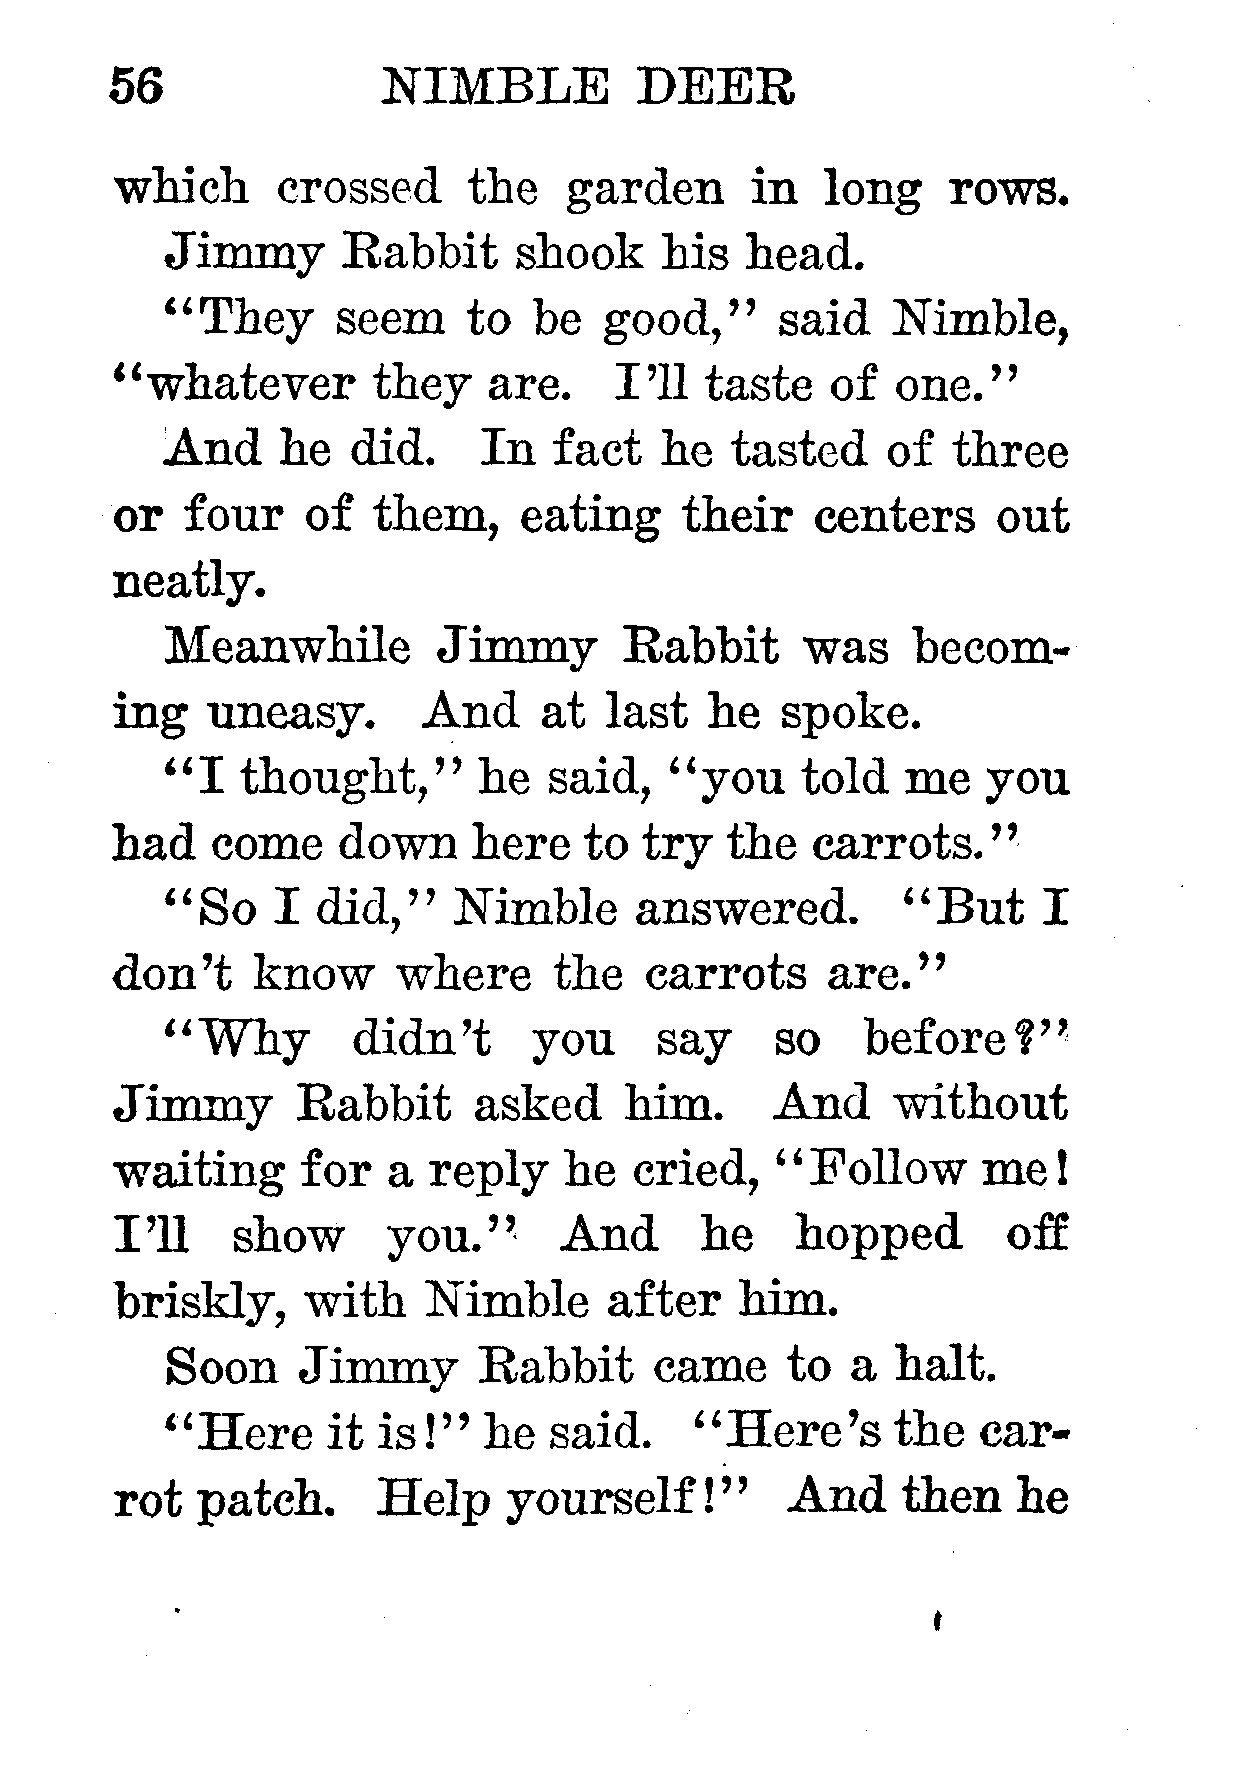 56 NIMBLE DEER
which crossed the garden in long rows.
Jimmy Rabbit shook his head.
"They seem to be good," said Nimble,
"whatever they are. I'll taste of one."
And he did. In fact he tasted of three
or four of them, eating their centers out
neatly.
Meanwhile Jimmy Rabbit was becom-
ing uneasy. And at last he spoke.
"I thought," he said, "you told me you
had come down here to try the carrots."
"So I did," Nimble answered. "But I
don't know where the carrots are."
"Why didn't you say so before?"
Jimmy Rabbit asked him. And without
waiting for a reply he cried, "Follow me!
I'll show you." And he hopped off
briskly, with Nimble after him.
Soon Jimmy Rabbit came to a halt.
"Here it is!" he said. "Here's the car-
rot patch. Help yourself!" And then he